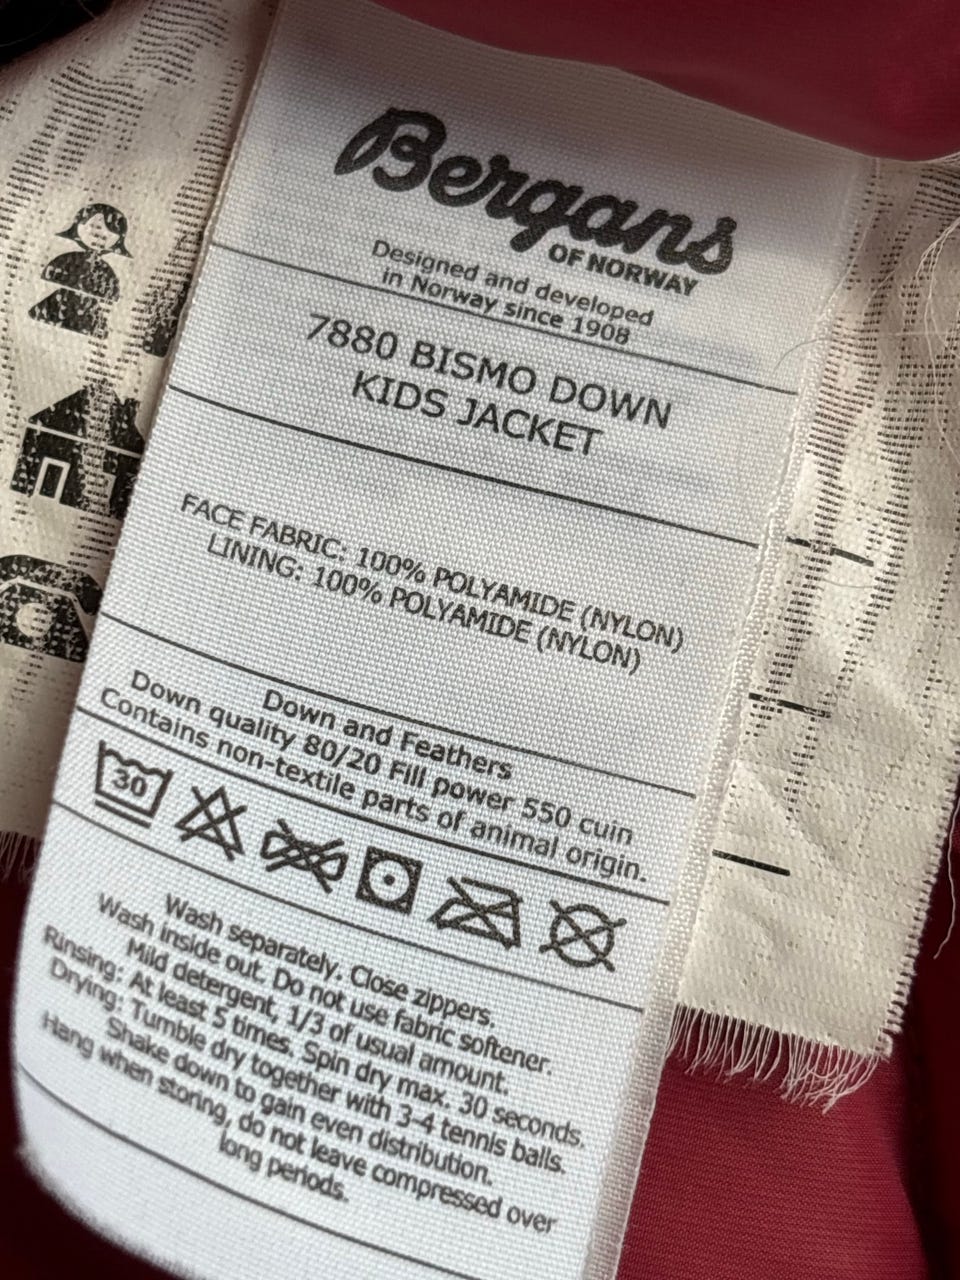 Bergans
OF NORWAY
Designed and developed
in Norway since 1908
7880 BISMO DOWN
KIDS JACKET
FACE FABRIC: 100% POLYAMIDE (NYLON)
LINING: 100% POLYAMIDE (NYLON)
Down and Feathers
Down quality 80/20 Fill power 550 cuin
Contains non-textile parts of animal origin.
30
Wash separately. Close zippers.
Wash inside out. Do not use fabric softener.
Mild detergent, 1/3 of usual amount.
Rinsing: At least 5 times. Spin dry max. 30 seconds.
Drying: Tumble dry together with 3-4 tennis balls.
Shake down to gain even distribution.
Hang when storing, do not leave compressed over
long periods.